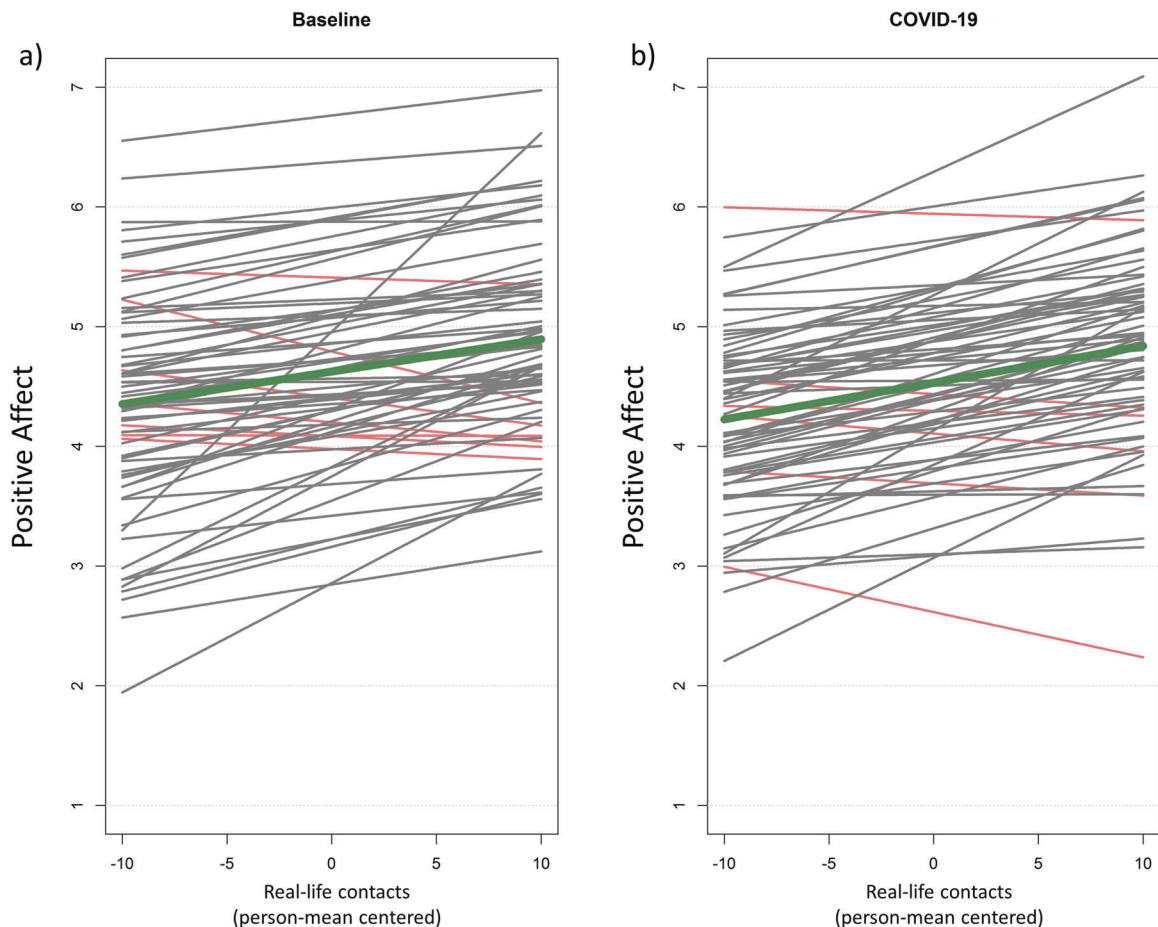 Baseline
a)
Positive Affect
7
6
5
4
3
2
1
-10 -5 0 5 10
Real-life contacts
(person-mean centered)
COVID-19
b)
Positive Affect
7
6
5
4
3
2
1
-10 -5 0 5 10
Real-life contacts
(person-mean centered)